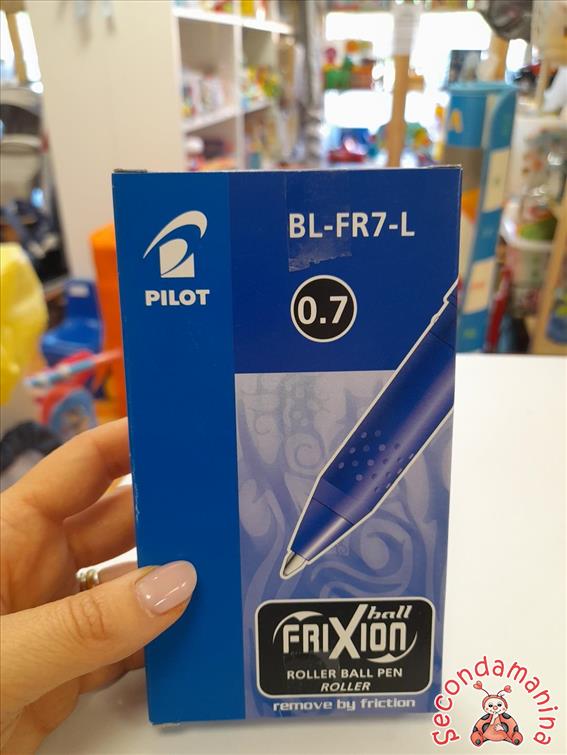 BL-FR7-L
PILOT
0.7
ball
FRIXION
ROLLER BALL PEN
ROLLER
remove by friction
secondamanina